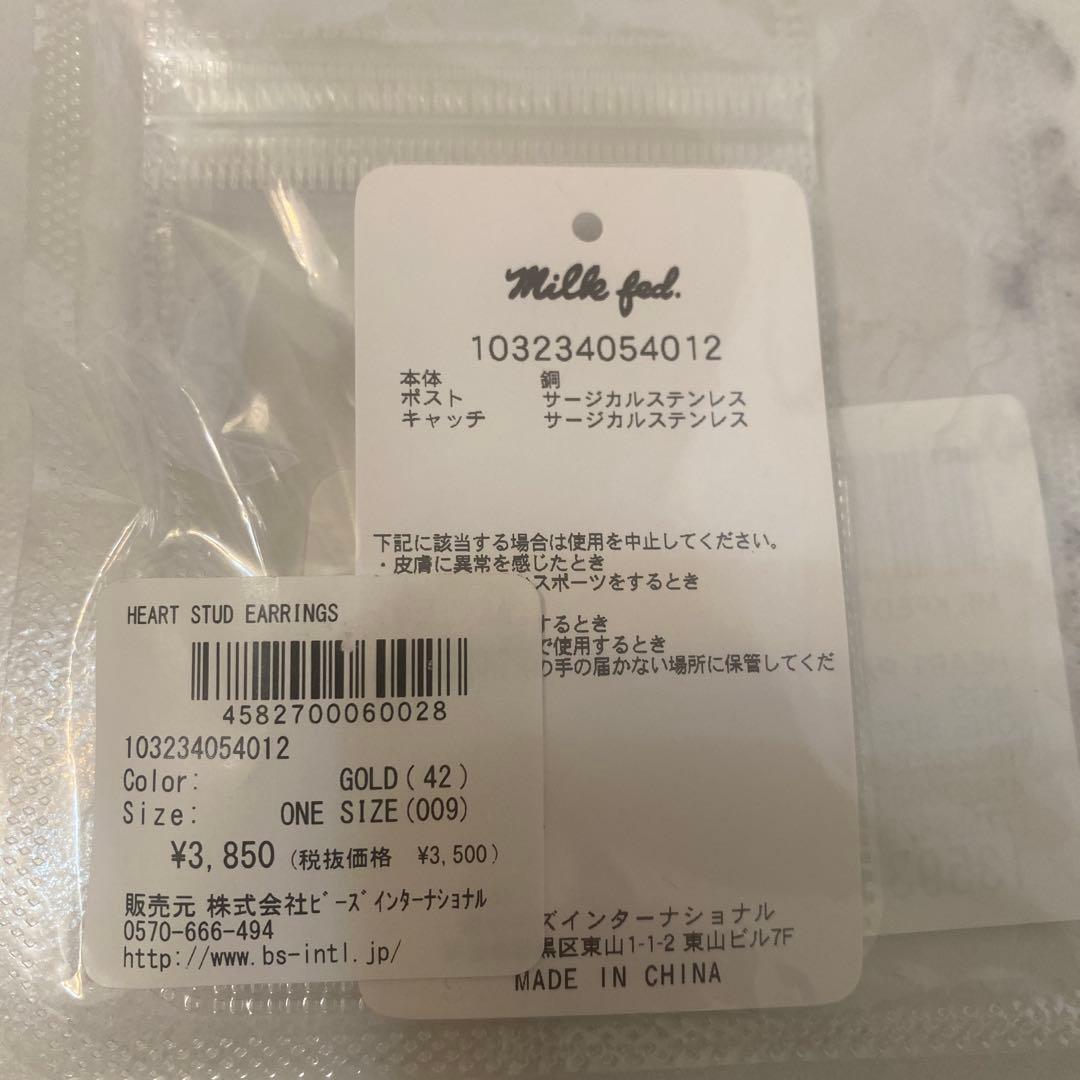 Milk fed.
103234054012
本体 銅
ポスト サージカルステンレス
キャッチ サージカルステンレス
下記に該当する場合は使用を中止してください。
・皮膚に異常を感じたとき
スポーツをするとき
するとき
で使用するとき
の手の届かない場所に保管してくだ
ズインターナショナル
黒区東山1-1-2 東山ビル7F
MADE IN CHINA
HEART STUD EARRINGS
4582700060028
103234054012
Color: GOLD(42)
Size: ONE SIZE(009)
¥3,850 (税抜価格 ¥3,500)
販売元 株式会社ﾋﾞｰｽﾞｲﾝﾀｰﾅｼｮﾅﾙ
0570-666-494
http://www.bs-intl.jp/